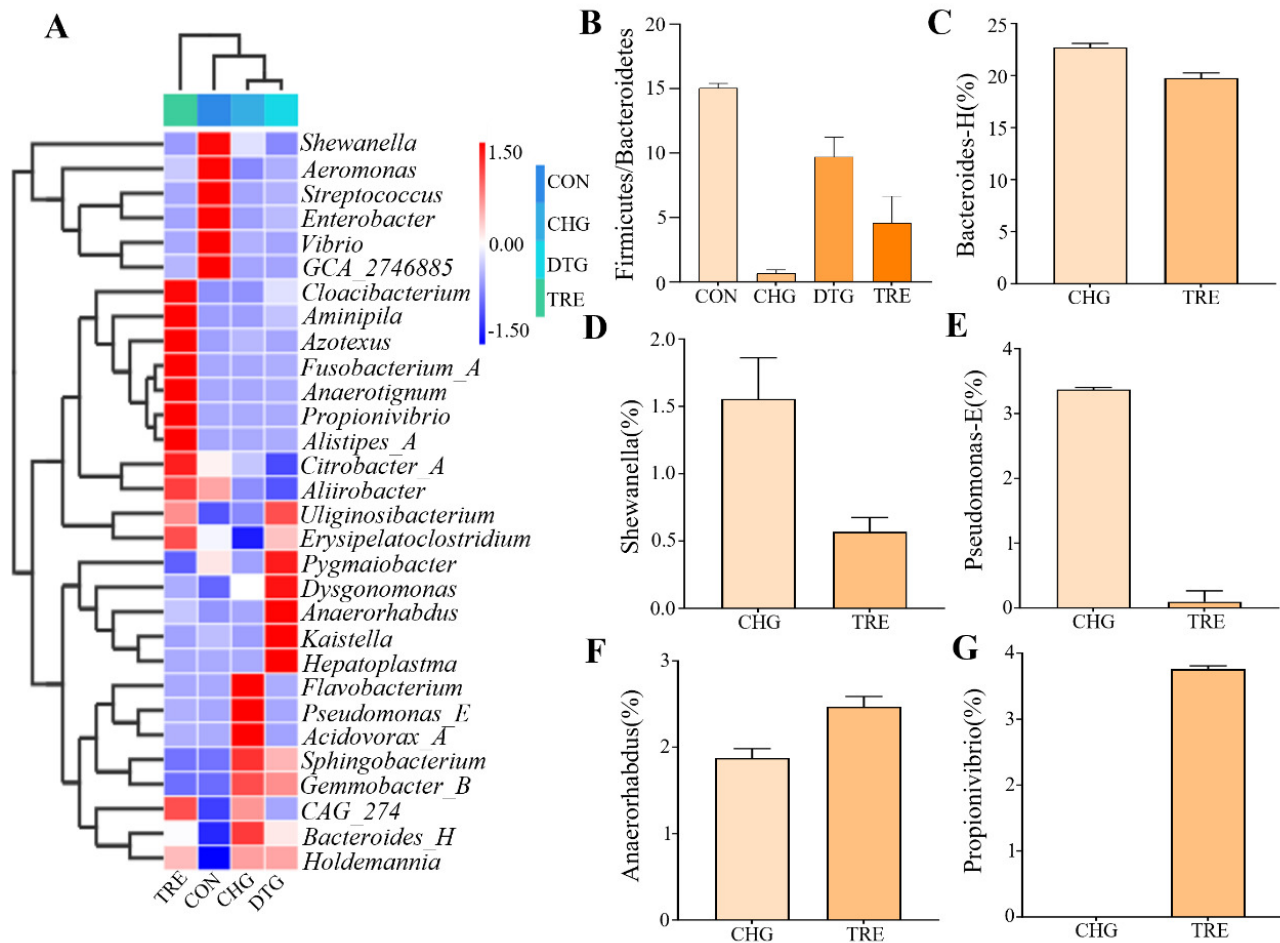 A
Shewanella
Aeromonas
Streptococcus
Enterobacter
Vibrio
GCA_2746885
Cloacibacterium
Aminipila
Azotexus
Fusobacterium_A
Anaerotignum
Propionivibrio
Alistipes_A
Citrobacter_A
Aliirobacter
Uliginosibacterium
Erysipelatoclostridium
Pygmaiobacter
Dysgonomonas
Anaerorhabdus
Kaistella
Hepatoplastma
Flavobacterium
Pseudomonas_E
Acidovorax_A
Sphingobacterium
Gemmobacter_B
CAG_274
Bacteroides_H
Holdemannia
TRE CON CHG DTG
1.50
0.00
-1.50
CON
CHG
DTG
TRE
B
Firmicutes/Bacteroidetes
20
15
10
5
0
CON CHG DTG TRE
C
Bacteroides-H(%)
25
20
15
10
5
0
CHG TRE
D
Shewanella(%)
2.0
1.5
1.0
0.5
0.0
CHG TRE
E
Pseudomonas-E(%)
4
3
2
1
0
CHG TRE
F
Anaerorhabdus(%)
3
2
1
0
CHG TRE
G
Propionivibrio(%)
4
3
2
1
0
CHG TRE